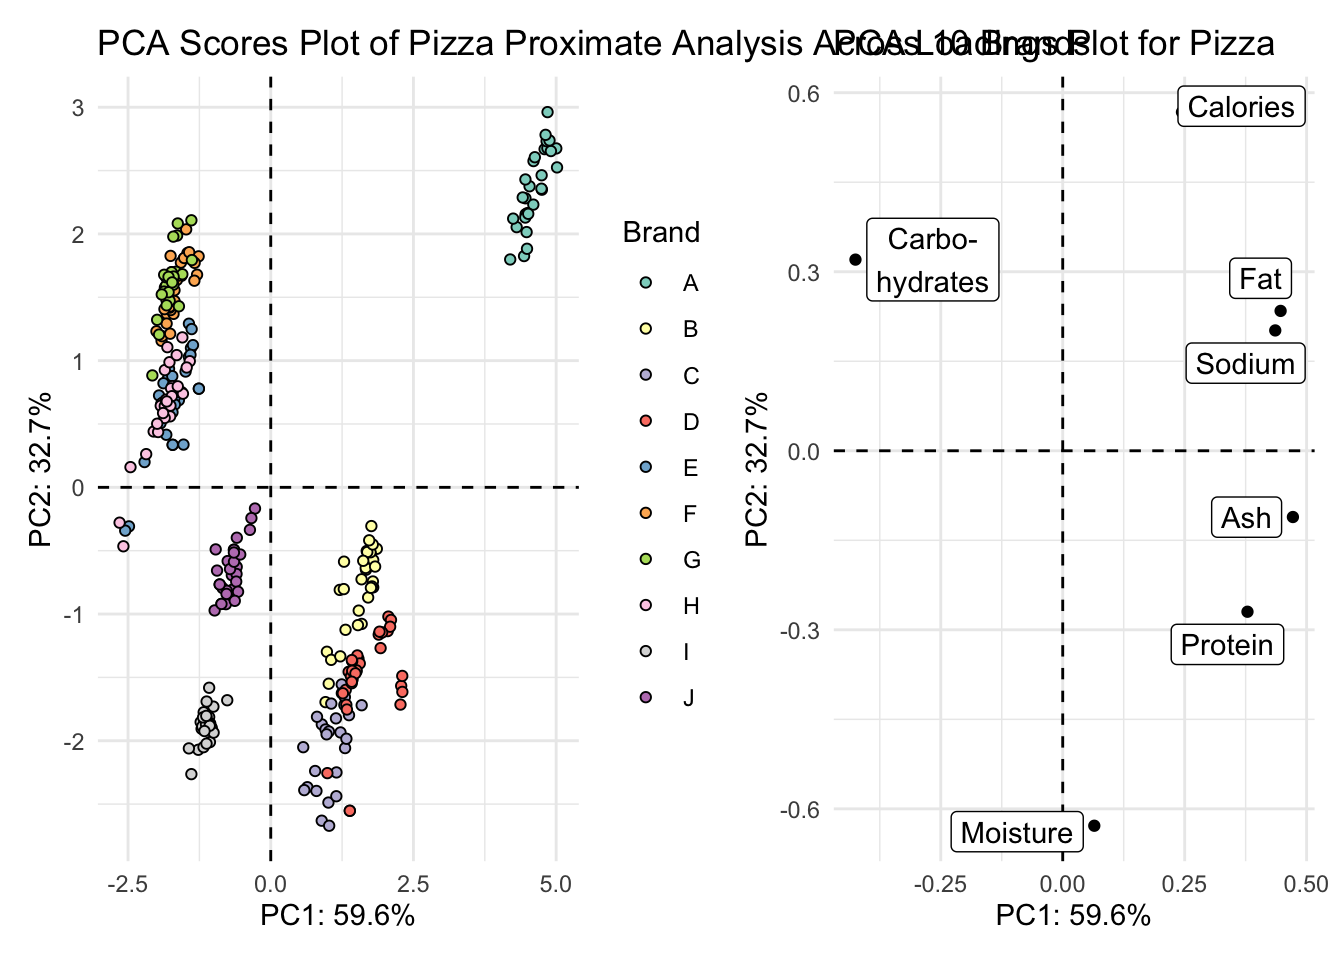 PCA Scores Plot of Pizza Proximate Analysis Across 10 Brands
PCA Loadings Plot for Pizza
3
2
1
0
-1
-2
PC2: 32.7%
-2.5
0.0
2.5
5.0
PC1: 59.6%
Brand
A
B
C
D
E
F
G
H
I
J
0.6
0.3
0.0
-0.3
-0.6
PC2: 32.7%
Calories
Carbo-
hydrates
Fat
Sodium
Ash
Protein
Moisture
-0.25
0.00
0.25
0.50
PC1: 59.6%